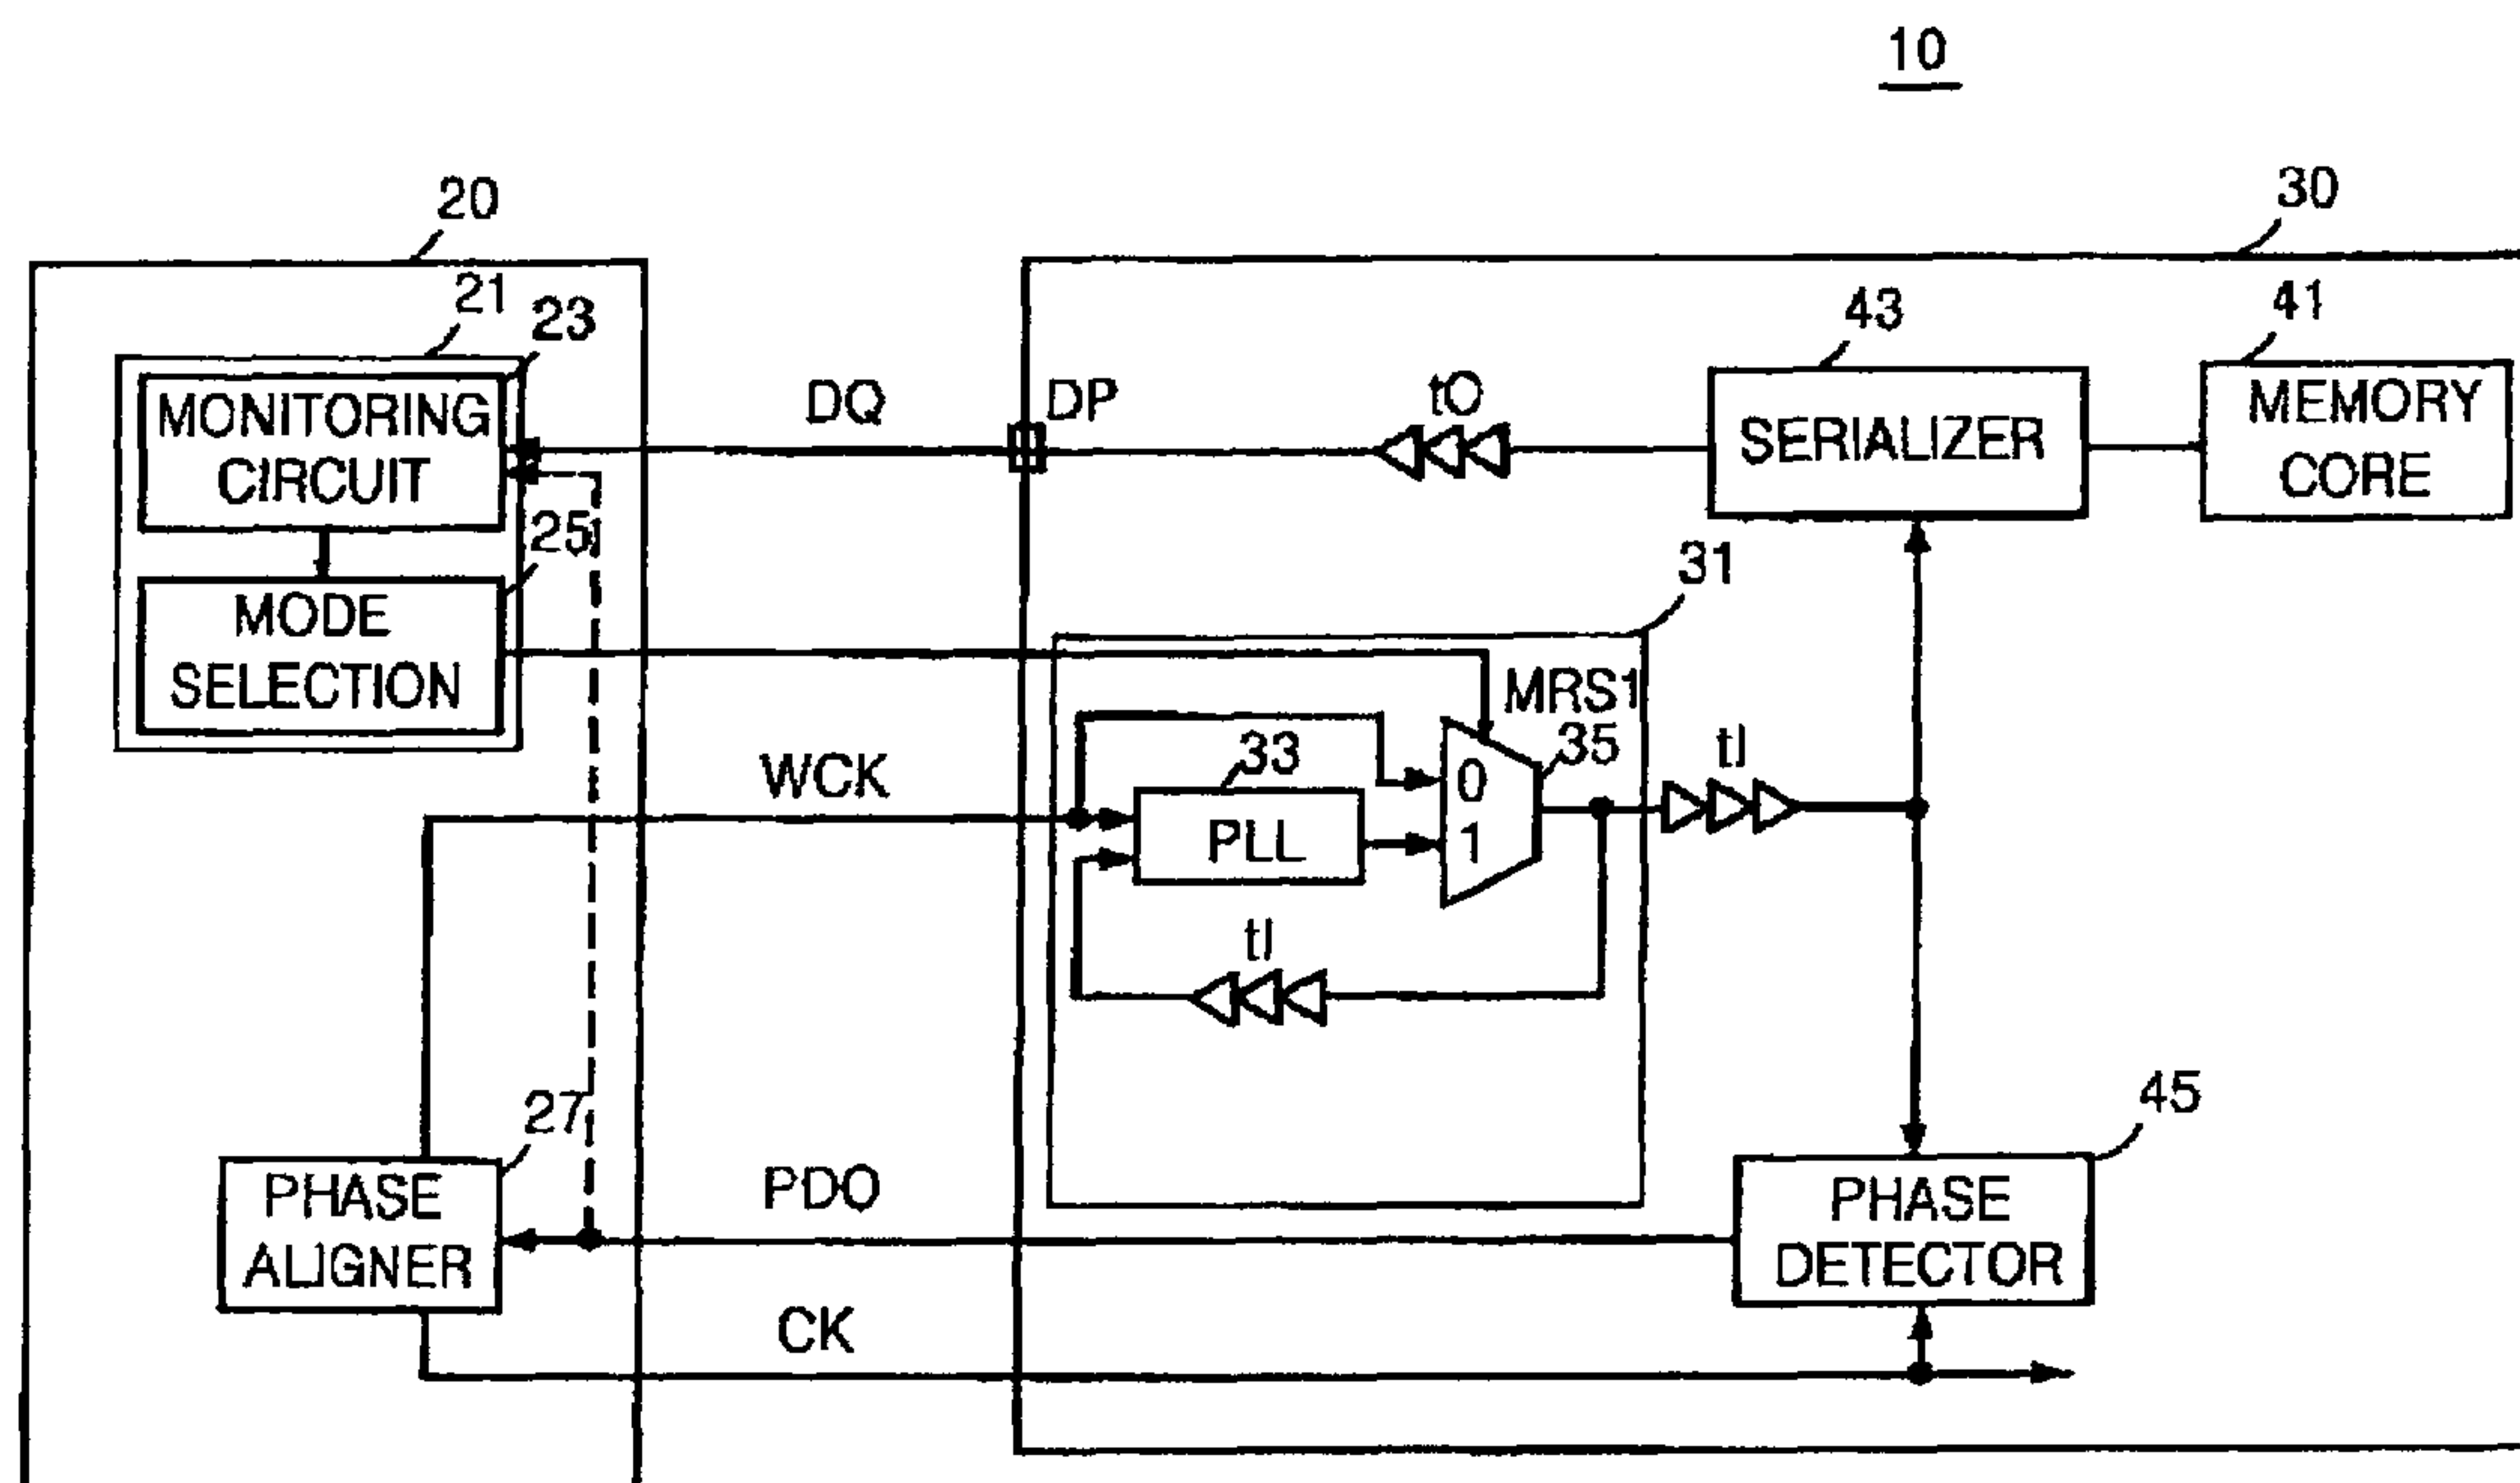 10
20
30
21
23
43
41
MONITORING
CIRCUIT
DQ
DP
tO
SERIALIZER
MEMORY
CORE
25
31
MODE
SELECTION
MRS1
WCK
33
35
tI
0
PLL
1
tI
27
45
PHASE
ALIGNER
PDO
PHASE
DETECTOR
CK